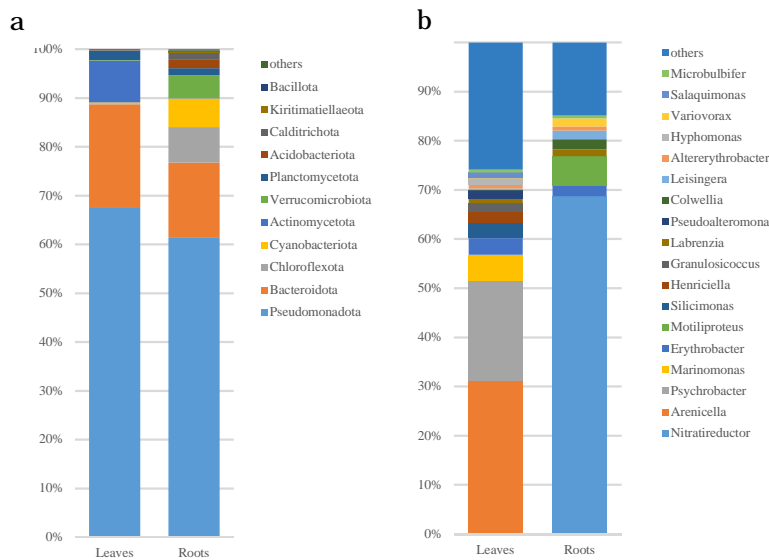 a
100%
90%
80%
70%
60%
50%
40%
30%
20%
10%
0%
Leaves
Roots
others
Bacillota
Kiritimatiellaeota
Calditrichota
Acidobacteriota
Planctomycetota
Verrucomicrobiota
Actinomycetota
Cyanobacteriota
Chloroflexota
Bacteroidota
Pseudomonadota
b
90%
80%
70%
60%
50%
40%
30%
20%
10%
0%
Leaves
Roots
others
Microbulbifer
Salaquimonas
Variovorax
Hyphomonas
Altererythrobacter
Leisingera
Colwellia
Pseudoalteromona
Labrenzia
Granulosicoccus
Henriciella
Silicimonas
Motiliproteus
Erythrobacter
Marinomonas
Psychrobacter
Arenicella
Nitratireductor